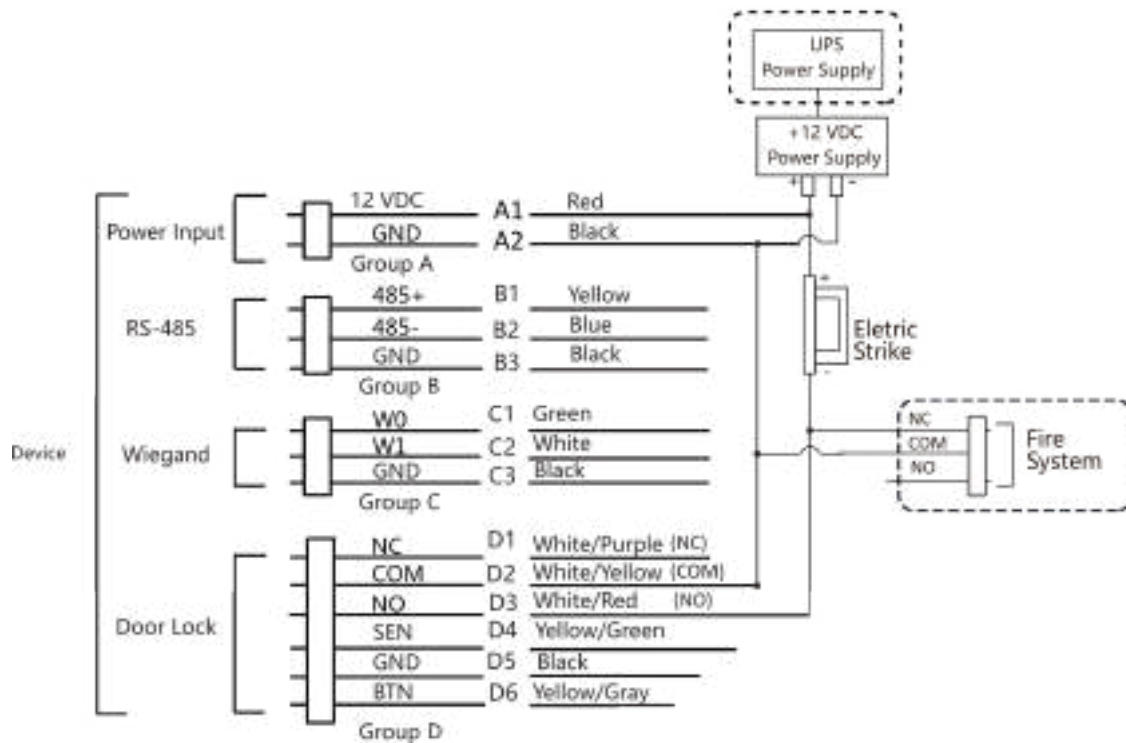 UPS
Power Supply
+12 VDC
Power Supply
+ -
12 VDC A1 Red
Power Input
GND A2 Black
Group A
485+ B1 Yellow
RS-485
485- B2 Blue
GND B3 Black
Group B
+
Eletric
Strike
-
W0 C1 Green
Device
Wiegand
W1 C2 White
GND C3 Black
Group C
NC
COM
NO
Fire
System
NC D1 White/Purple (NC)
COM D2 White/Yellow (COM)
NO D3 White/Red (NO)
Door Lock
SEN D4 Yellow/Green
GND D5 Black
BTN D6 Yellow/Gray
Group D